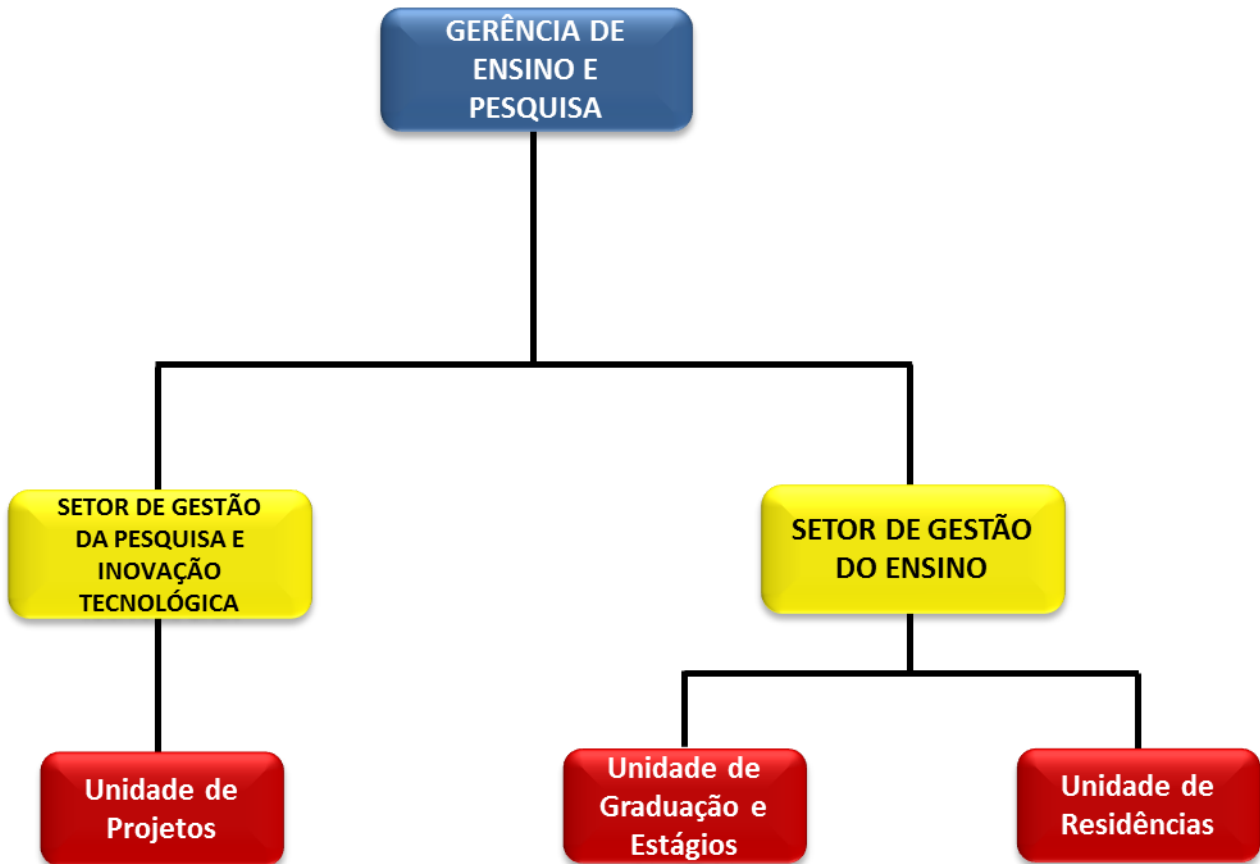 GERÊNCIA DE
ENSINO E
PESQUISA
SETOR DE GESTÃO
DA PESQUISA E
INOVAÇÃO
TECNOLÓGICA
SETOR DE GESTÃO
DO ENSINO
Unidade de
Projetos
Unidade de
Graduação e
Estágios
Unidade de
Residências